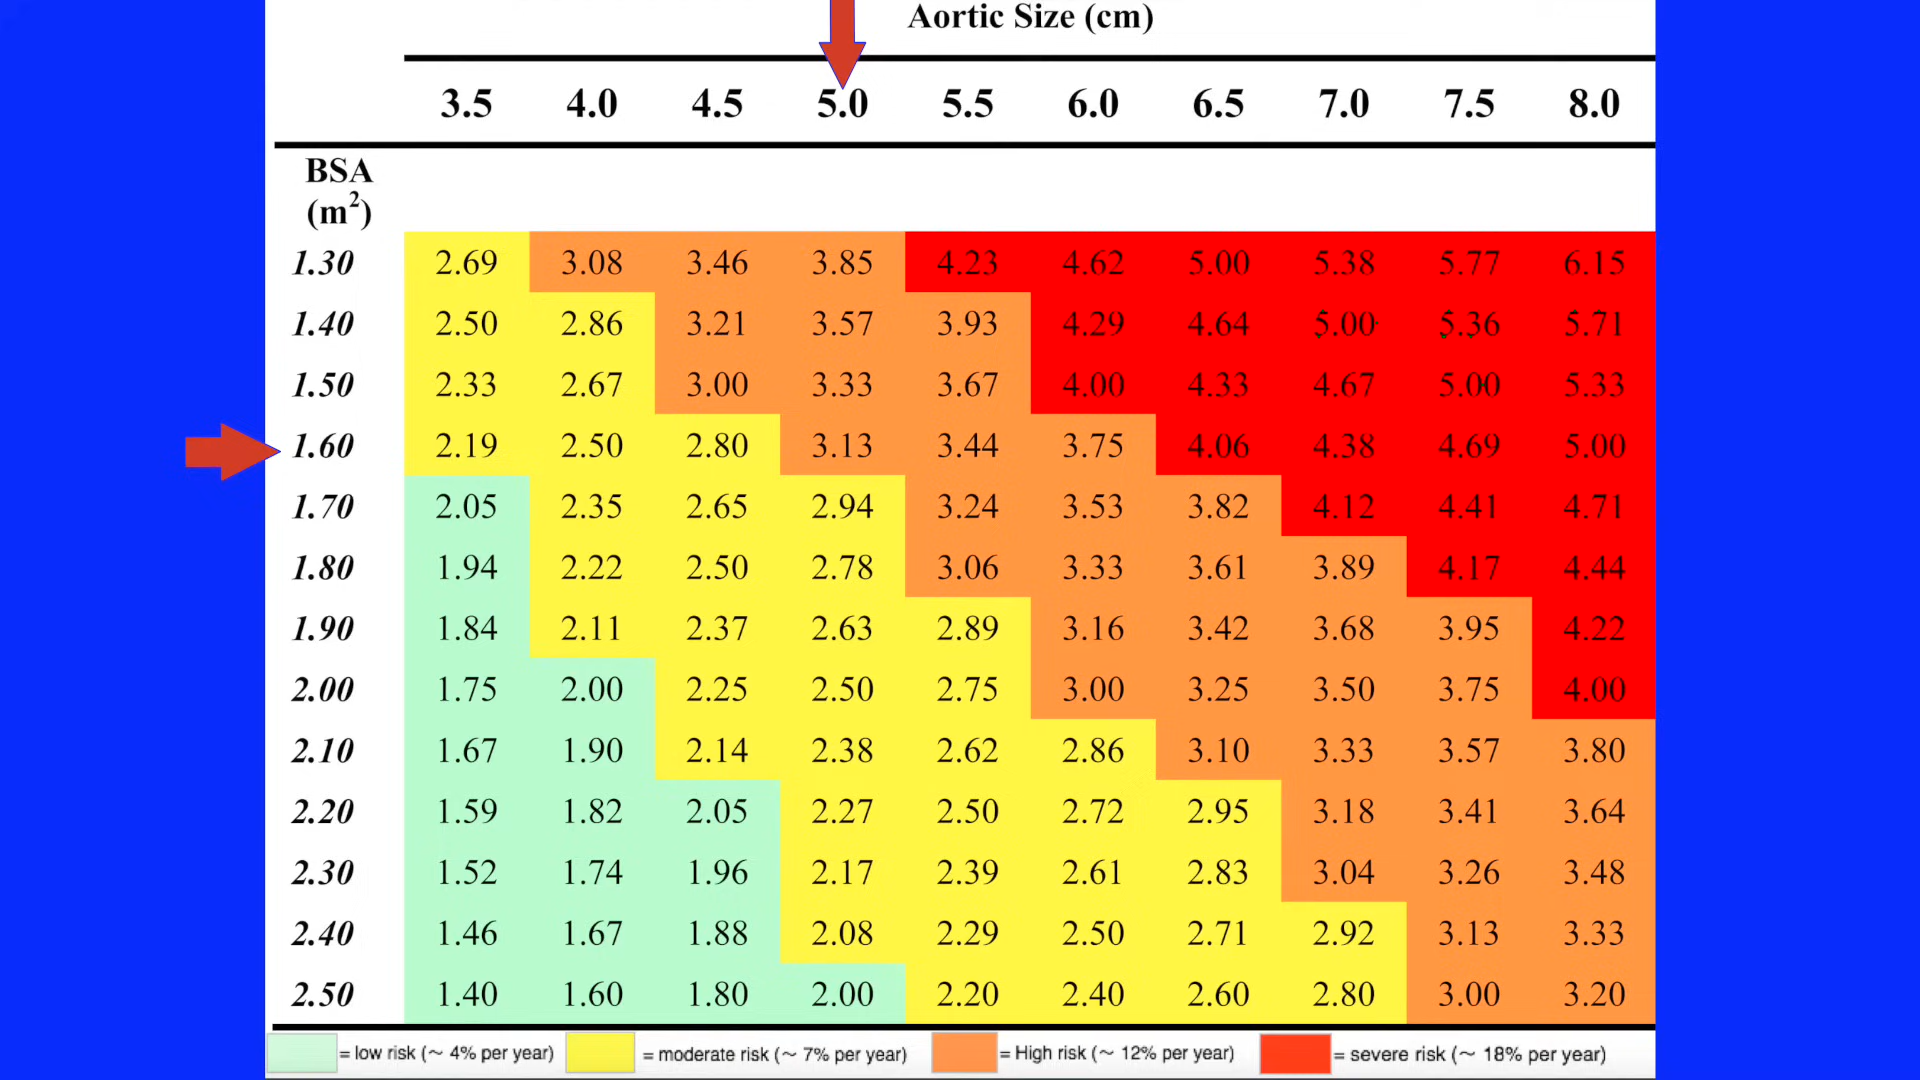 Aortic Size (cm)
3.5 4.0 4.5 5.0 5.5 6.0 6.5 7.0 7.5 8.0
BSA
(m²)
1.30 2.69 3.08 3.46 3.85 4.23 4.62 5.00 5.38 5.77 6.15
1.40 2.50 2.86 3.21 3.57 3.93 4.29 4.64 5.00 5.36 5.71
1.50 2.33 2.67 3.00 3.33 3.67 4.00 4.33 4.67 5.00 5.33
1.60 2.19 2.50 2.80 3.13 3.44 3.75 4.06 4.38 4.69 5.00
1.70 2.05 2.35 2.65 2.94 3.24 3.53 3.82 4.12 4.41 4.71
1.80 1.94 2.22 2.50 2.78 3.06 3.33 3.61 3.89 4.17 4.44
1.90 1.84 2.11 2.37 2.63 2.89 3.16 3.42 3.68 3.95 4.22
2.00 1.75 2.00 2.25 2.50 2.75 3.00 3.25 3.50 3.75 4.00
2.10 1.67 1.90 2.14 2.38 2.62 2.86 3.10 3.33 3.57 3.80
2.20 1.59 1.82 2.05 2.27 2.50 2.72 2.95 3.18 3.41 3.64
2.30 1.52 1.74 1.96 2.17 2.39 2.61 2.83 3.04 3.26 3.48
2.40 1.46 1.67 1.88 2.08 2.29 2.50 2.71 2.92 3.13 3.33
2.50 1.40 1.60 1.80 2.00 2.20 2.40 2.60 2.80 3.00 3.20
= low risk (~ 4% per year) = moderate risk (~ 7% per year) = High risk (~ 12% per year) = severe risk (~ 18% per year)